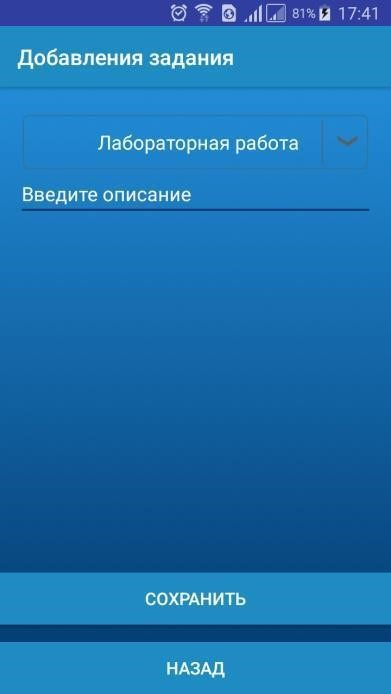 81% 17:41
Добавления задания
Лабораторная работа
Введите описание
СОХРАНИТЬ
НАЗАД